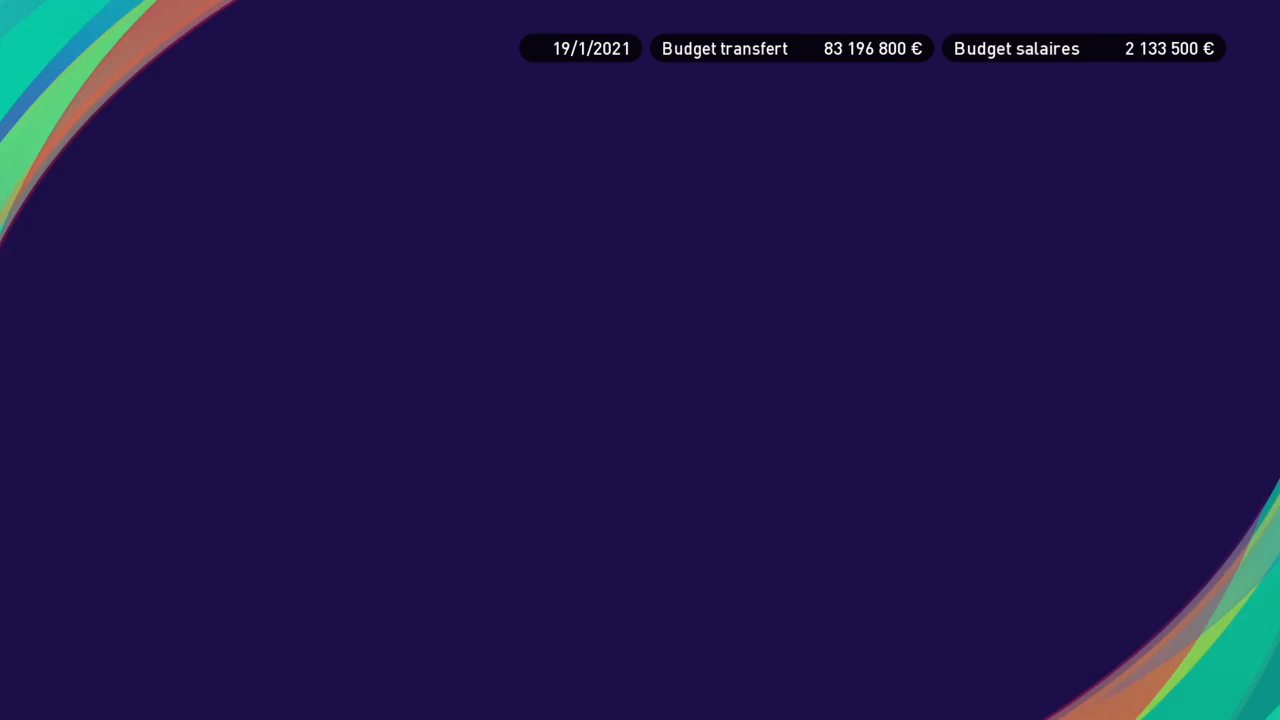 19/1/2021 Budget transfert 83 196 800 € Budget salaires 2 133 500 €